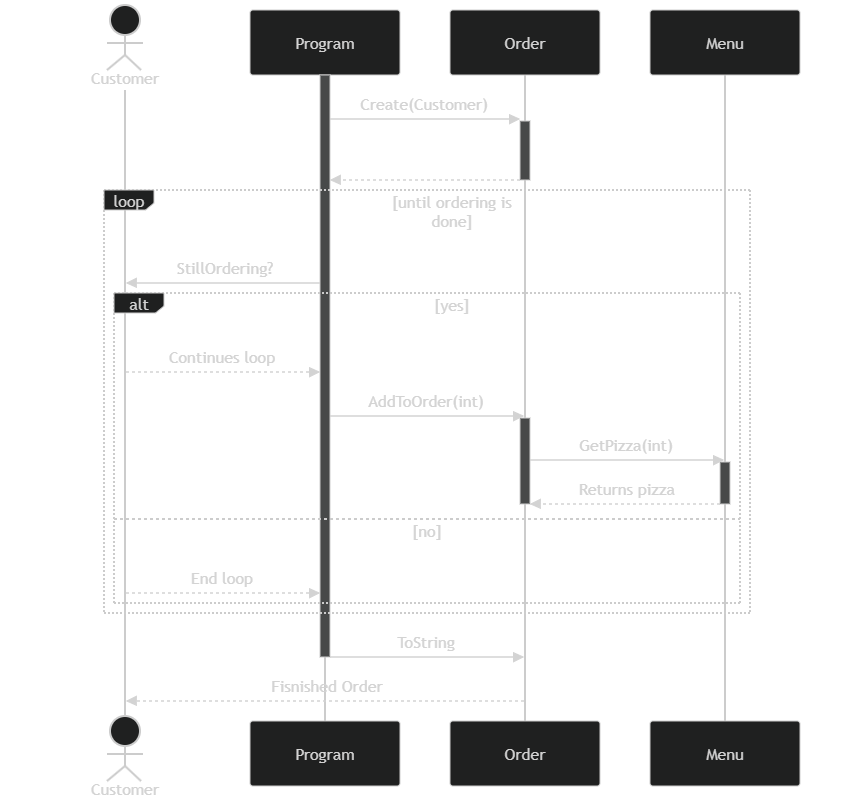 Customer
Program
Order
Menu
Create(Customer)
loop
[until ordering is
done]
StillOrdering?
alt
[yes]
Continues loop
AddToOrder(int)
GetPizza(int)
Returns pizza
[no]
End loop
ToString
Fisnished Order
Customer
Program
Order
Menu